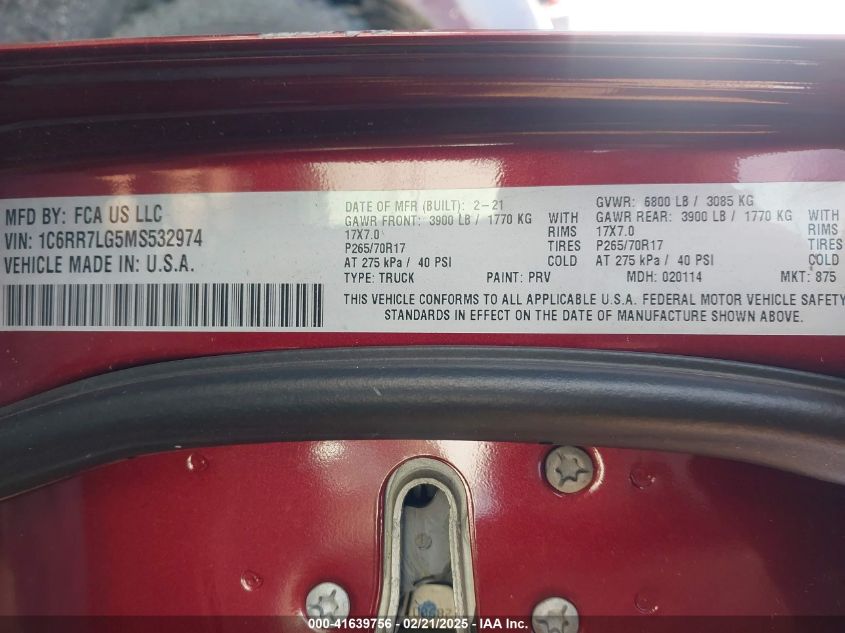 MFD BY: FCA US LLC
VIN: 1C6RR7LG5MS532974
VEHICLE MADE IN: U.S.A.
DATE OF MFR (BUILT): 2-21
GVWR: 6800 LB / 3085 KG
GAWR FRONT: 3900 LB / 1770 KG WITH
17X7.0 RIMS
P265/70R17 TIRES
AT 275 kPa / 40 PSI COLD
GAWR REAR: 3900 LB / 1770 KG WITH
17X7.0 RIMS
P265/70R17 TIRES
AT 275 kPa / 40 PSI COLD
TYPE: TRUCK PAINT: PRV MDH: 020114 MKT: 875
THIS VEHICLE CONFORMS TO ALL APPLICABLE U.S.A. FEDERAL MOTOR VEHICLE SAFETY
STANDARDS IN EFFECT ON THE DATE OF MANUFACTURE SHOWN ABOVE.
000-41639756 - 02/21/2025 - IAA Inc.